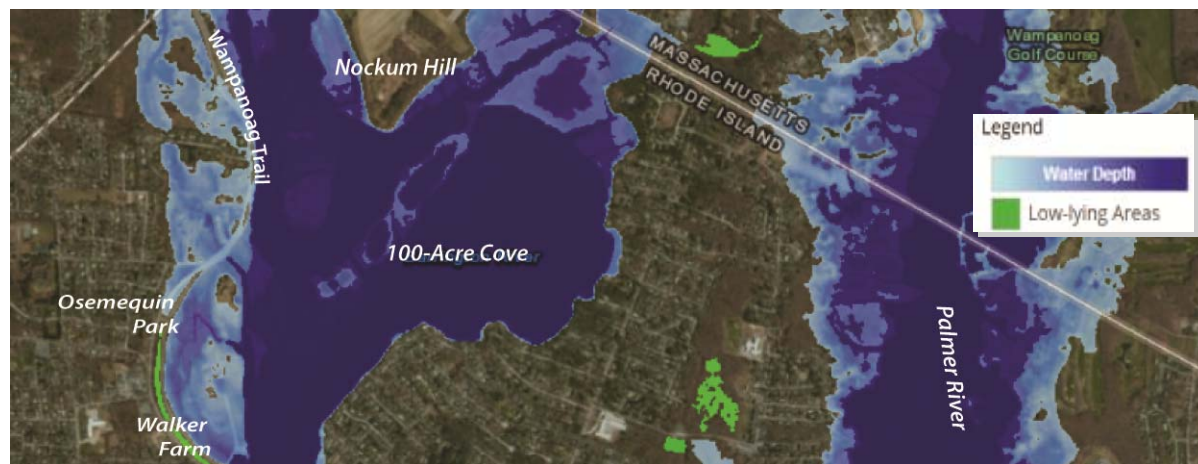 Wampanoag Trail
Nockum Hill
MASSACHUSETTS
RHODE ISLAND
Wampanoag
Golf Course
Legend
Water Depth
Low-lying Areas
100-Acre Cove
Osemequin
Park
Palmer River
Walker
Farm